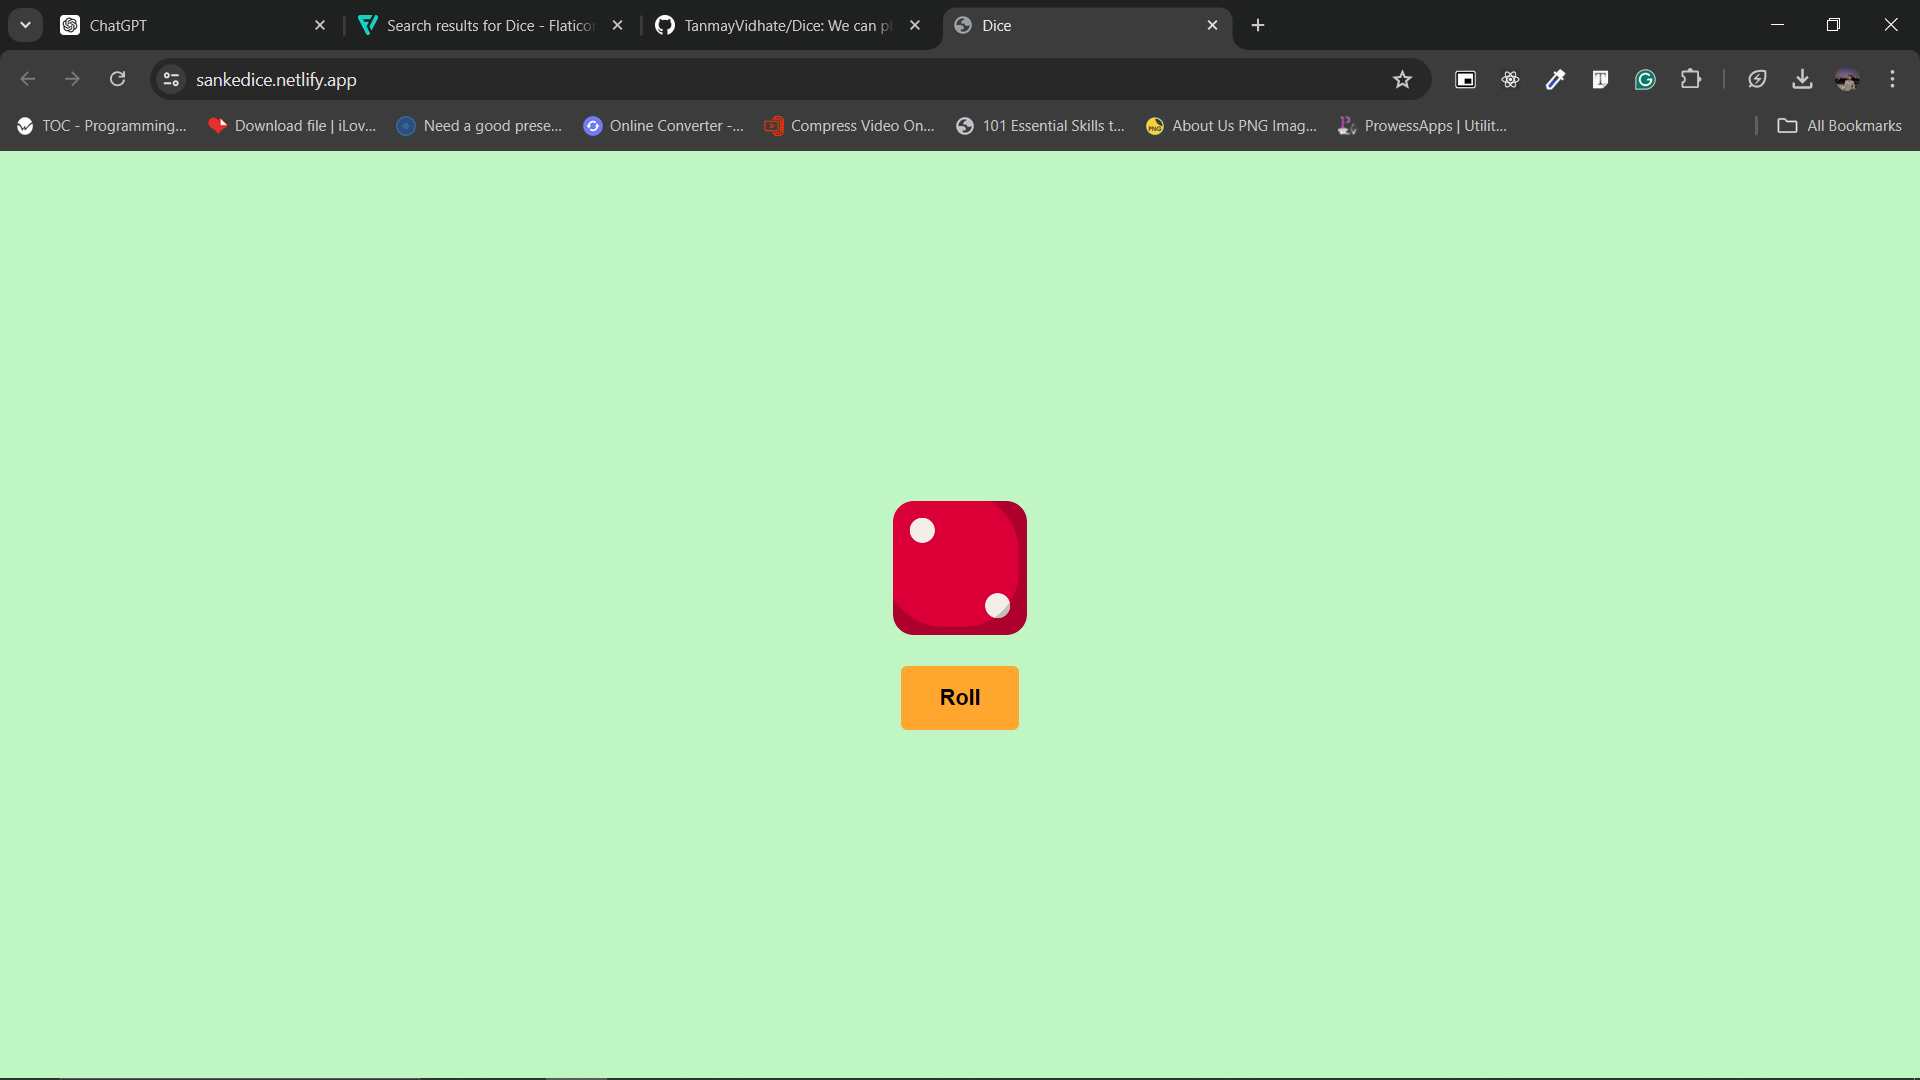 ChatGPT
Search results for Dice - Flaticon
TanmayVidhate/Dice: We can pl
Dice
sankedice.netlify.app
TOC - Programming...
Download file | iLov...
Need a good prese...
Online Converter -...
Compress Video On...
101 Essential Skills t...
About Us PNG Imag...
ProwessApps | Utilit...
All Bookmarks
Roll